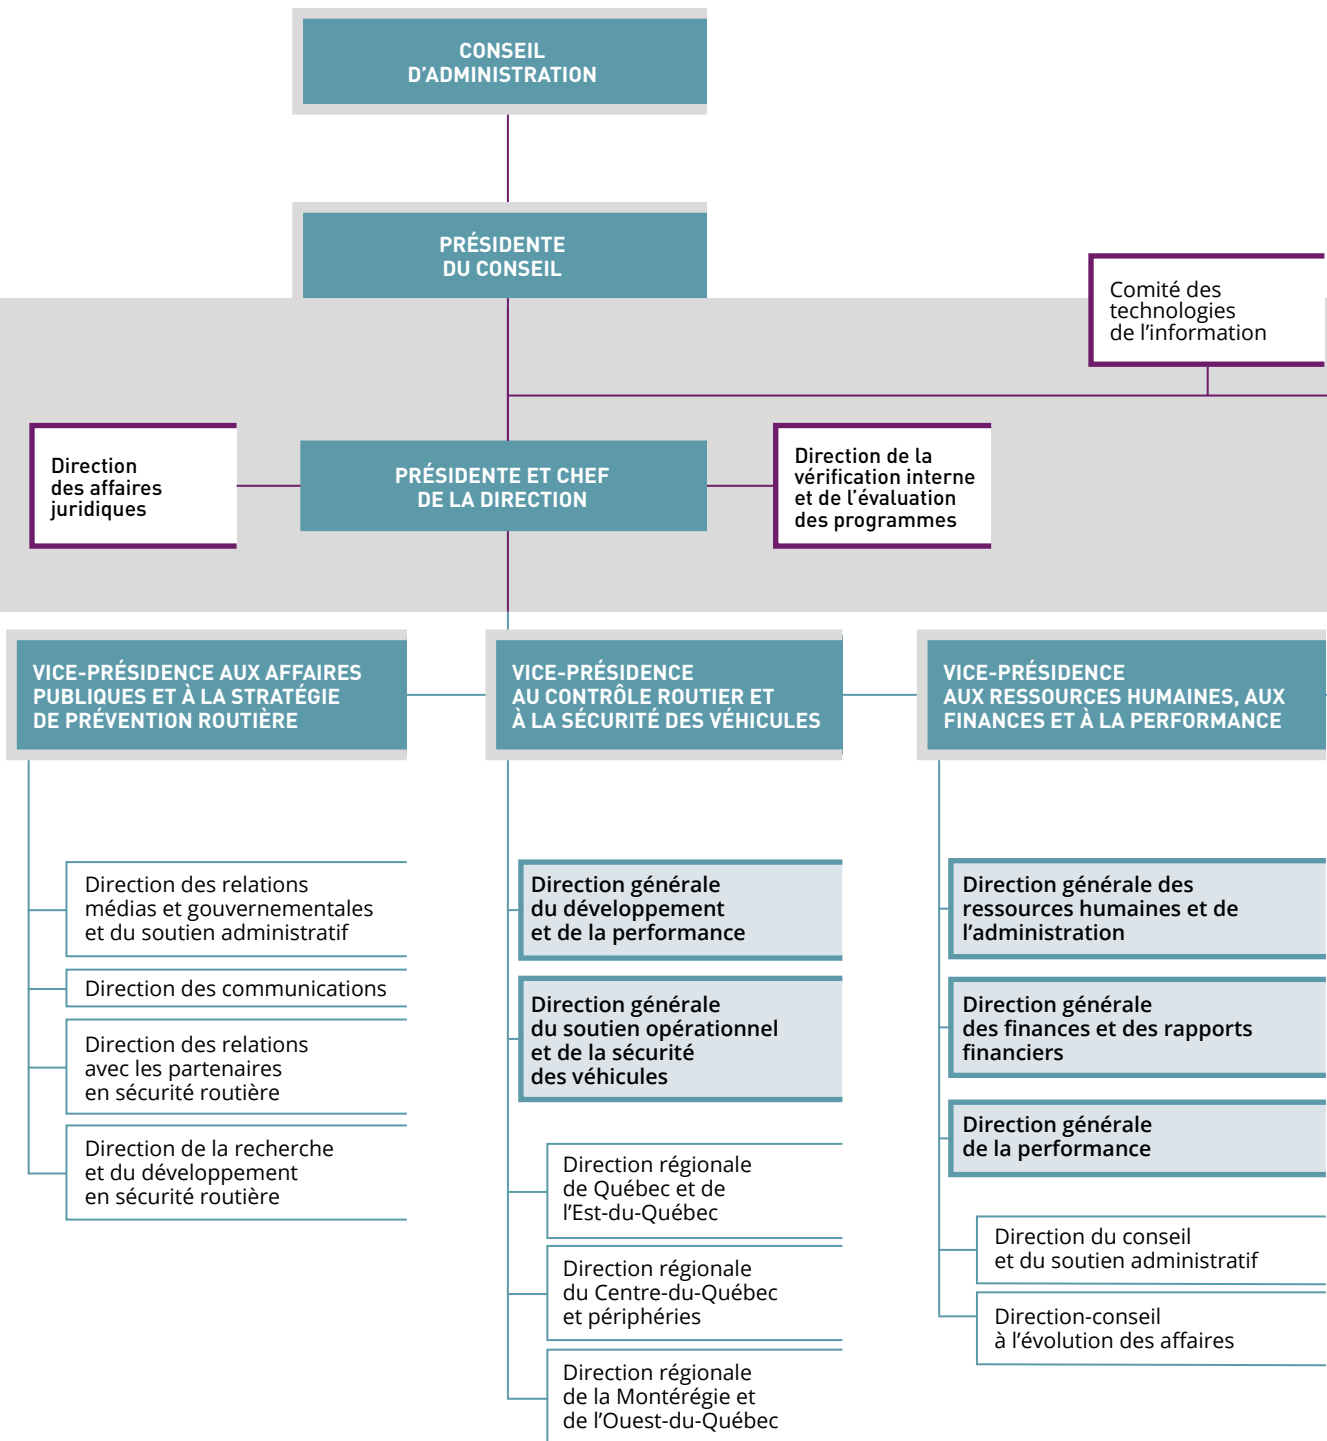 CONSEIL
D'ADMINISTRATION
PRÉSIDENTE
DU CONSEIL
Comité des
technologies
de l'information
Direction
des affaires
juridiques
PRÉSIDENTE ET CHEF
DE LA DIRECTION
Direction de la
vérification interne
et de l'évaluation
des programmes
VICE-PRÉSIDENCE AUX AFFAIRES
PUBLIQUES ET À LA STRATÉGIE
DE PRÉVENTION ROUTIÈRE
Direction des relations
médias et gouvernementales
et du soutien administratif
Direction des communications
Direction des relations
avec les partenaires
en sécurité routière
Direction de la recherche
et du développement
en sécurité routière
VICE-PRÉSIDENCE
AU CONTRÔLE ROUTIER ET
À LA SÉCURITÉ DES VÉHICULES
Direction générale
du développement
et de la performance
Direction générale
du soutien opérationnel
et de la sécurité
des véhicules
Direction régionale
de Québec et de
l'Est-du-Québec
Direction régionale
du Centre-du-Québec
et périphéries
Direction régionale
de la Montérégie et
de l'Ouest-du-Québec
VICE-PRÉSIDENCE
AUX RESSOURCES HUMAINES, AUX
FINANCES ET À LA PERFORMANCE
Direction générale des
ressources humaines et de
l'administration
Direction générale
des finances et des rapports
financiers
Direction générale
de la performance
Direction du conseil
et du soutien administratif
Direction-conseil
à l'évolution des affaires